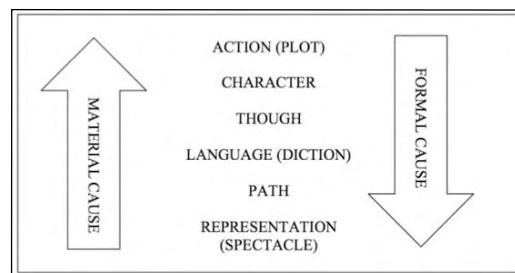 ACTION (PLOT)
CHARACTER
THOUGH
LANGUAGE (DICTION)
PATH
REPRESENTATION
(SPECTACLE)
MATERIAL CAUSE
FORMAL CAUSE